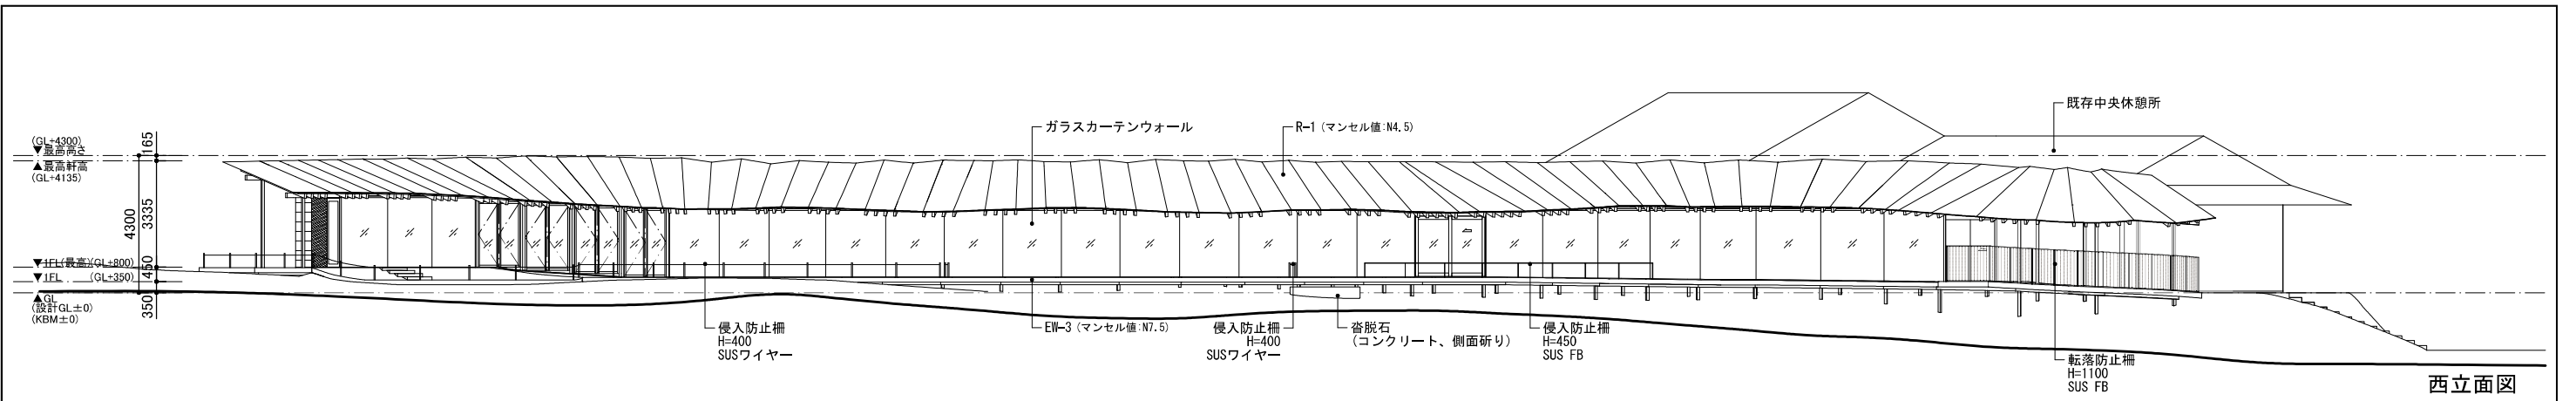 (GL+4300)
▼最高高さ
▲最高軒高
(GL+4135)
165
4300
3335
▼1FL(最高)(GL+800)
450
▼1FL (GL+350)
350
▲GL
(設計GL±0)
(KBM±0)
ガラスカーテンウォール
R-1 (マンセル値:N4.5)
既存中央休憩所
侵入防止柵
H=400
SUSワイヤー
EW-3 (マンセル値:N7.5)
侵入防止柵
H=400
SUSワイヤー
沓脱石
(コンクリート、側面斫り)
侵入防止柵
H=450
SUS FB
転落防止柵
H=1100
SUS FB
西立面図